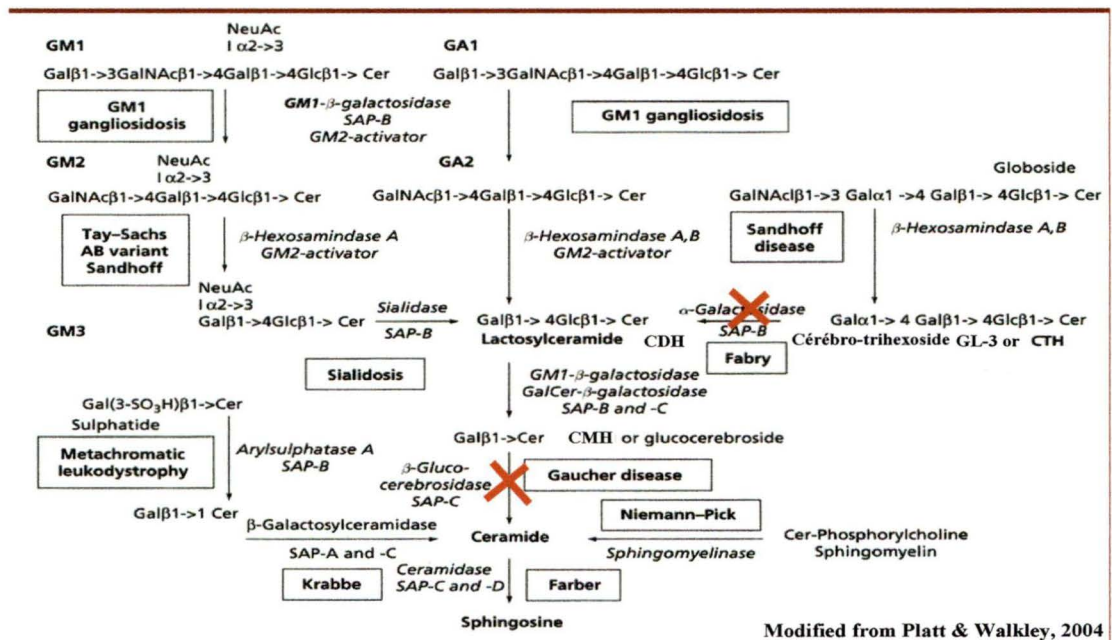 NeuAc
GM1
I α2->3
GA1
Galβ1->3GalNAcβ1->4Galβ1->4Glcβ1-> Cer
Galβ1->3GalNAcβ1->4Galβ1->4Glcβ1-> Cer
GM1
gangliosidosis
GM1-β-galactosidase
SAP-B
GM2-activator
GM1 gangliosidosis
GM2
NeuAc
I α2->3
GA2
Globoside
GalNAcβ1->4Galβ1->4Glcβ1-> Cer
GalNAcβ1->4Galβ1->4Glcβ1-> Cer
GalNAclβ1->3 Galα1 ->4 Galβ1-> 4Glcβ1-> Cer
Tay–Sachs
AB variant
Sandhoff
β-Hexosamindase A
GM2-activator
β-Hexosamindase A,B
GM2-activator
Sandhoff
disease
β-Hexosamindase A,B
NeuAc
I α2->3
GM3
Galβ1->4Glcβ1-> Cer
Sialidase
SAP-B
Galβ1-> 4Glcβ1-> Cer
Lactosylceramide CDH
α-Galactosidase
SAP-B
Galα1-> 4 Galβ1-> 4Glcβ1-> Cer
Cérébro-trihexoside GL-3 or CTH
Fabry
Sialidosis
GM1-β-galactosidase
GalCer-β-galactosidase
SAP-B and -C
Gal(3-SO₃H)β1->Cer
Sulphatide
Metachromatic
leukodystrophy
Arylsulphatase A
SAP-B
Galβ1->Cer CMH or glucocerebroside
β-Gluco-
cerebrosidase
SAP-C
Gaucher disease
Galβ1->1 Cer
β-Galactosylceramidase
SAP-A and -C
Ceramide
Niemann–Pick
Sphingomyelinase
Cer-Phosphorylcholine
Sphingomyelin
Krabbe
Ceramidase
SAP-C and -D
Farber
Sphingosine
Modified from Platt & Walkley, 2004